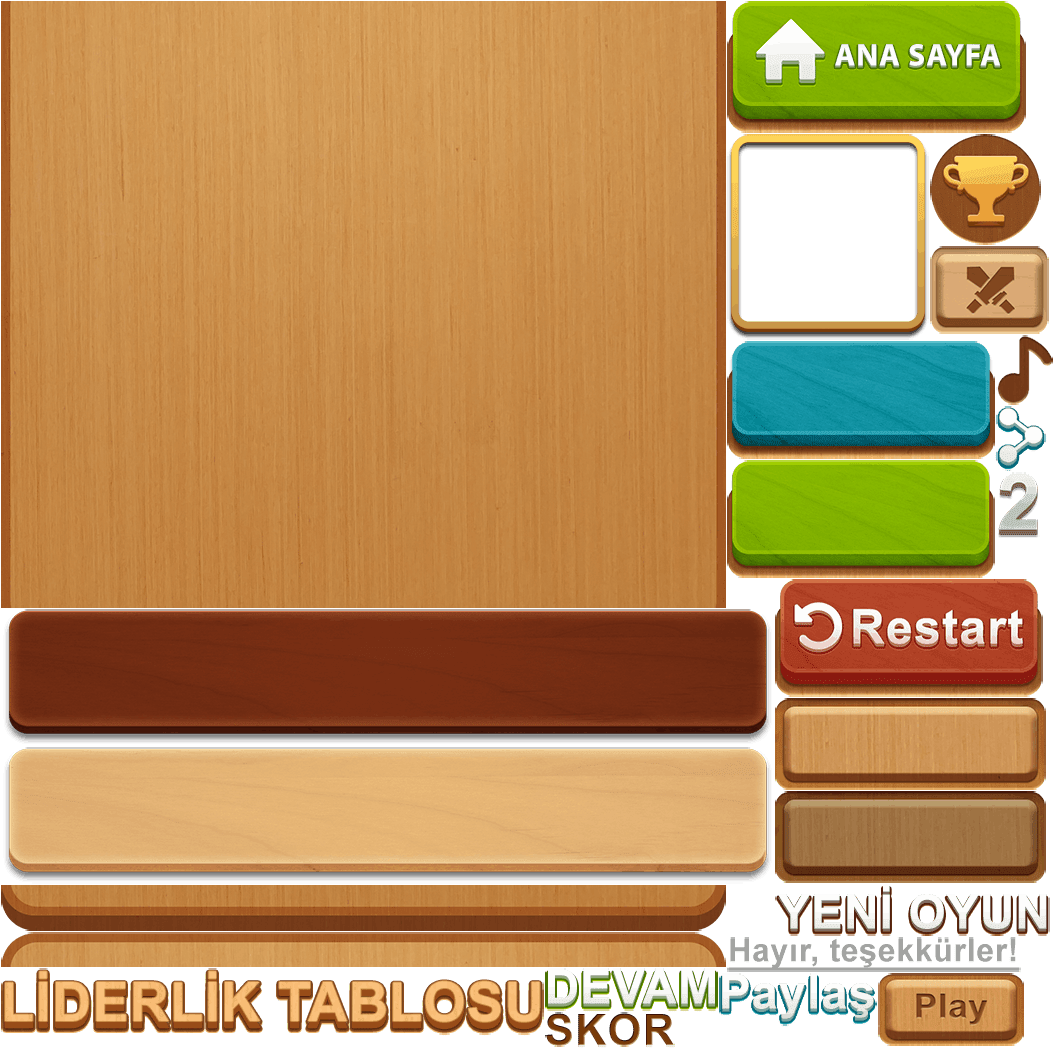 ANA SAYFA
2
Restart
YENİ OYUN
Hayır, teşekkürler!
LİDERLİK TABLOSU
DEVAM
Paylaş
SKOR
Play